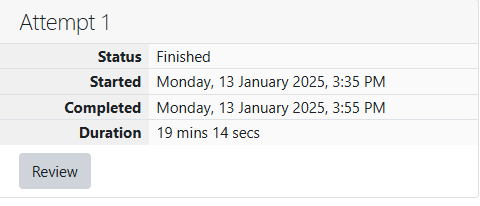 Attempt 1
Status Finished
Started Monday, 13 January 2025, 3:35 PM
Completed Monday, 13 January 2025, 3:55 PM
Duration 19 mins 14 secs
Review